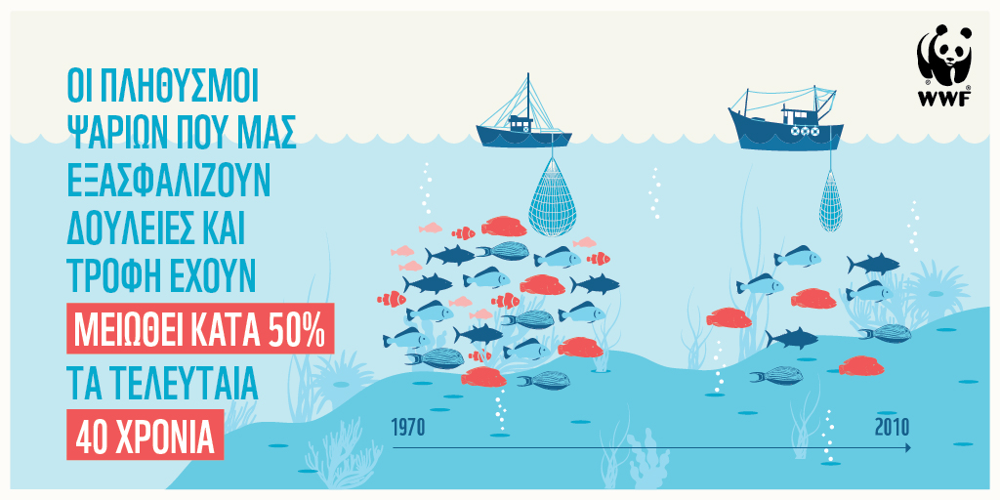 ΟΙ ΠΛΗΘΥΣΜΟΙ
ΨΑΡΙΩΝ ΠΟΥ ΜΑΣ
ΕΞΑΣΦΑΛΙΖΟΥΝ
ΔΟΥΛΕΙΕΣ ΚΑΙ
ΤΡΟΦΗ ΕΧΟΥΝ
ΜΕΙΩΘΕΙ ΚΑΤΑ 50%
ΤΑ ΤΕΛΕΥΤΑΙΑ
40 ΧΡΟΝΙΑ
1970
2010
WWF